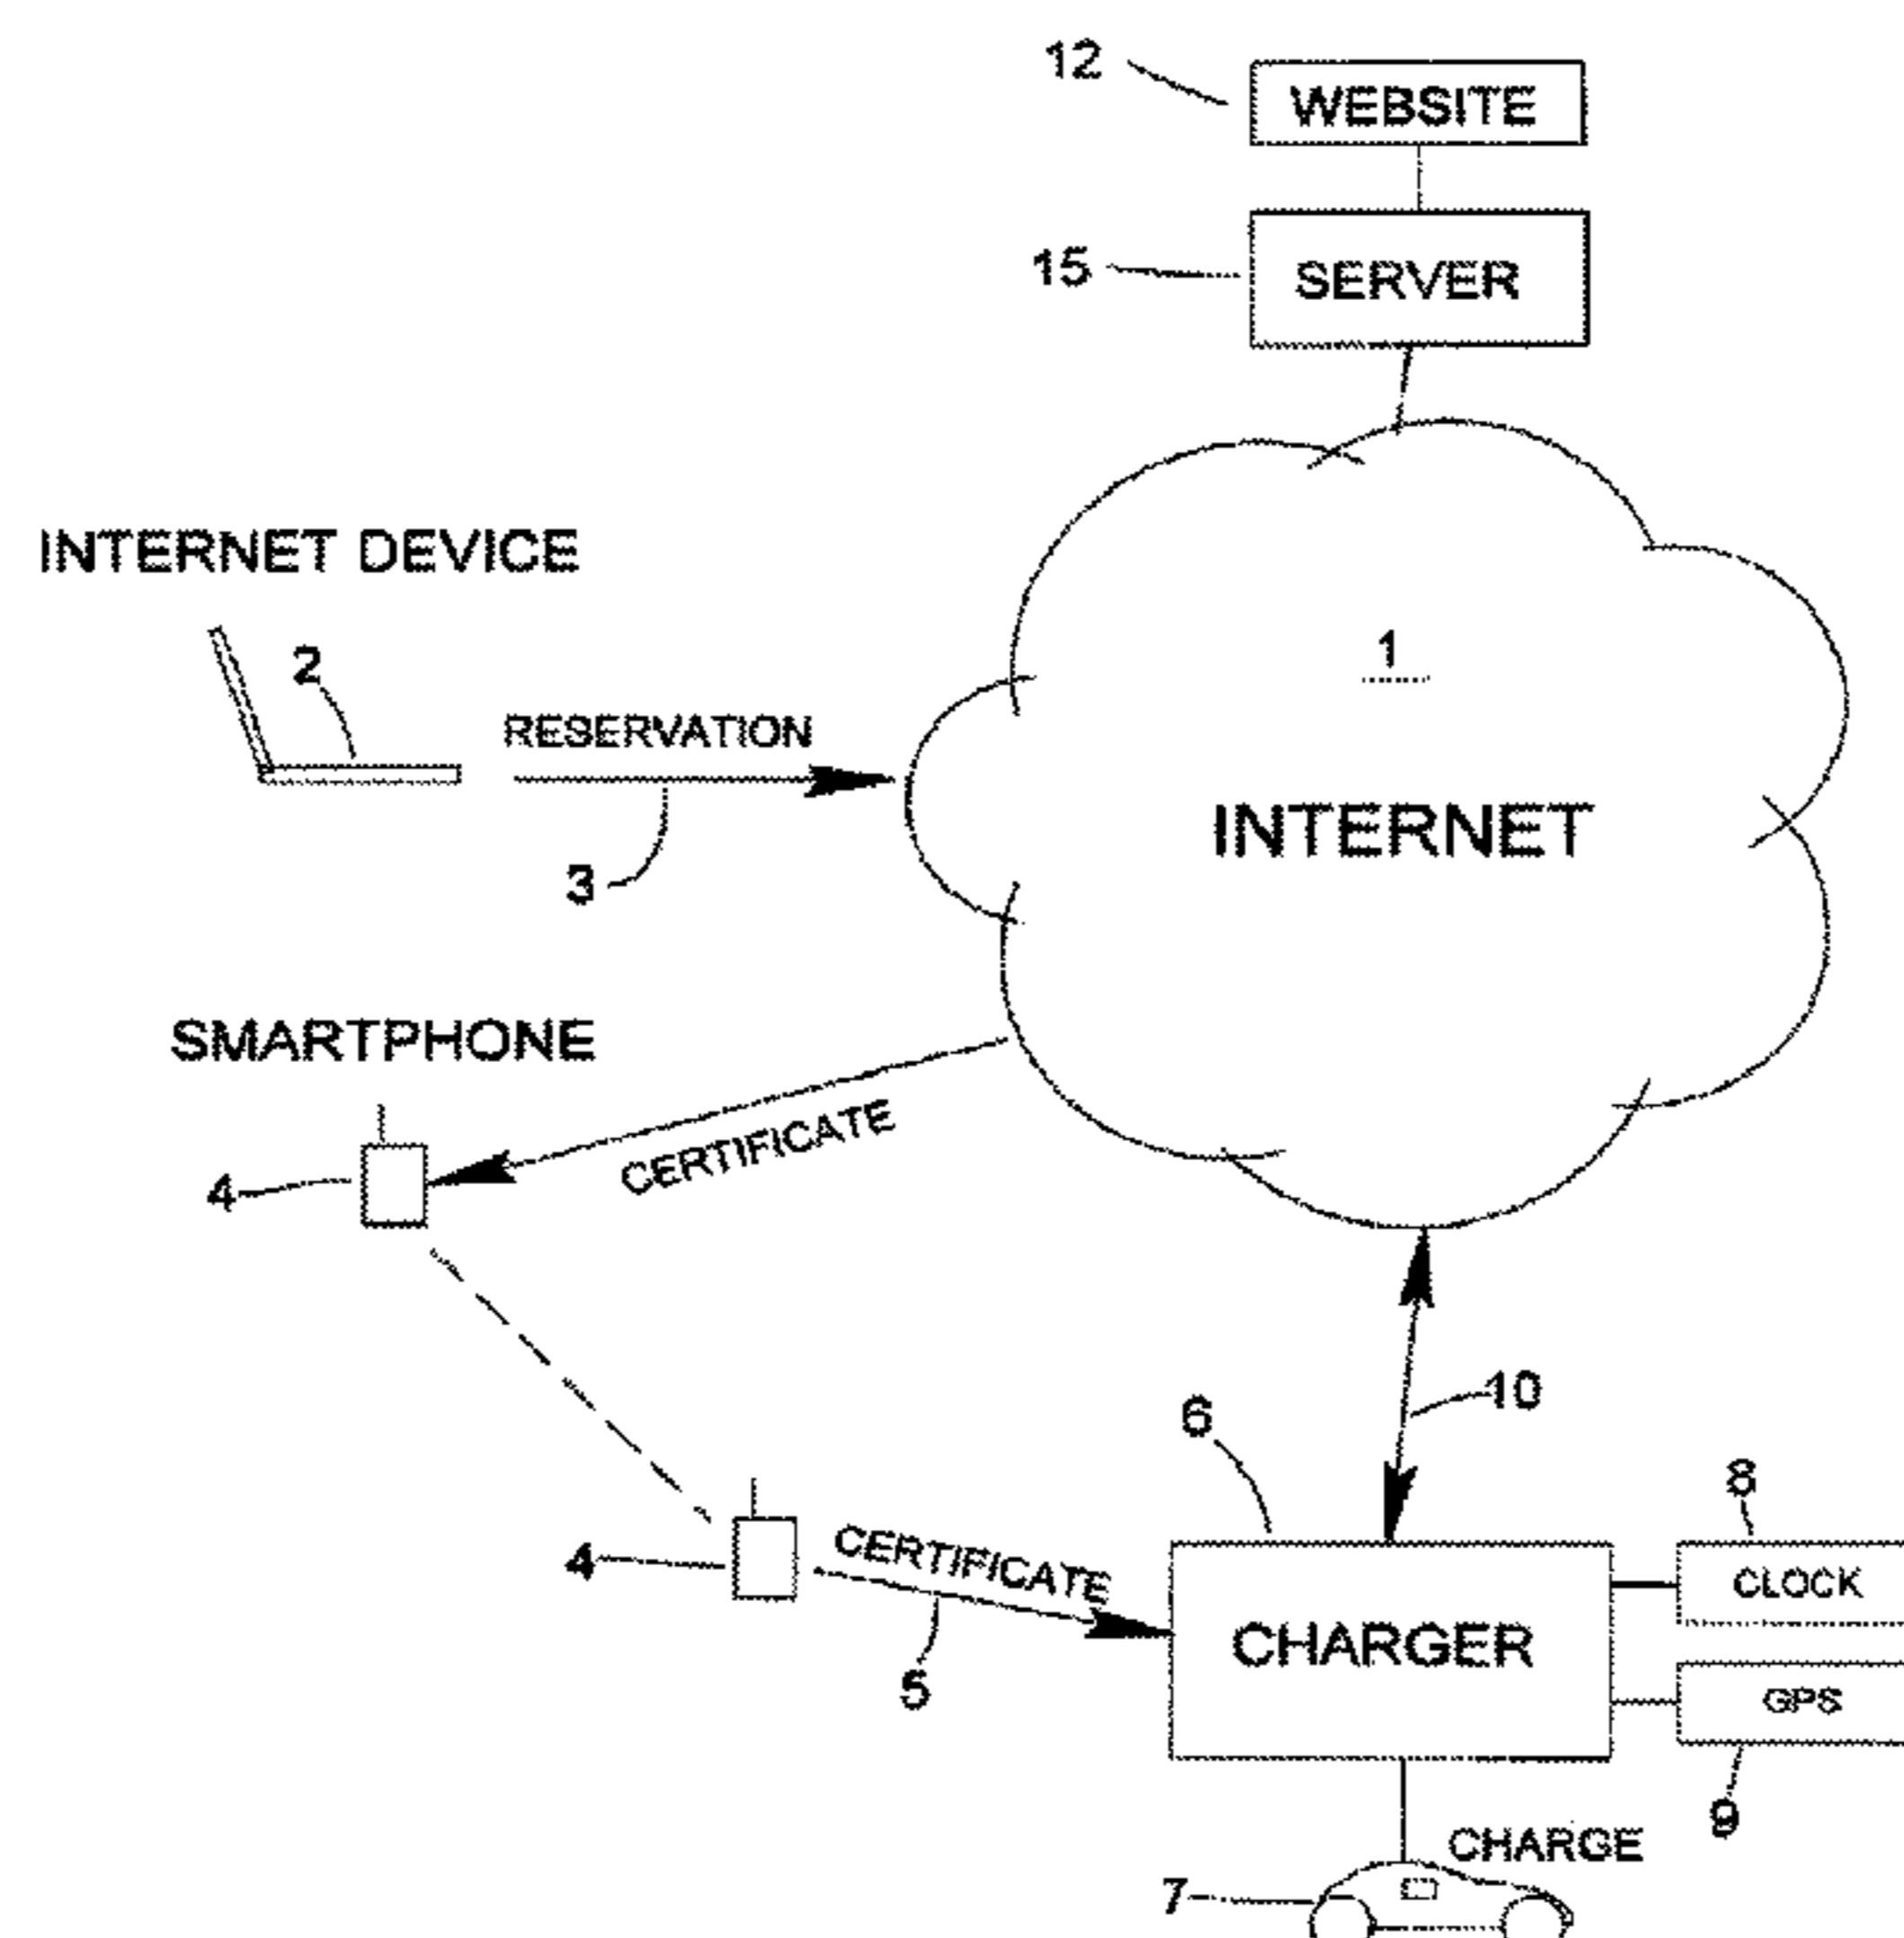 12
WEBSITE
15
SERVER
INTERNET DEVICE
2
RESERVATION
3
1
INTERNET
SMARTPHONE
4
CERTIFICATE
10
6
8
4
CERTIFICATE
5
CHARGER
CLOCK
GPS
9
CHARGE
7